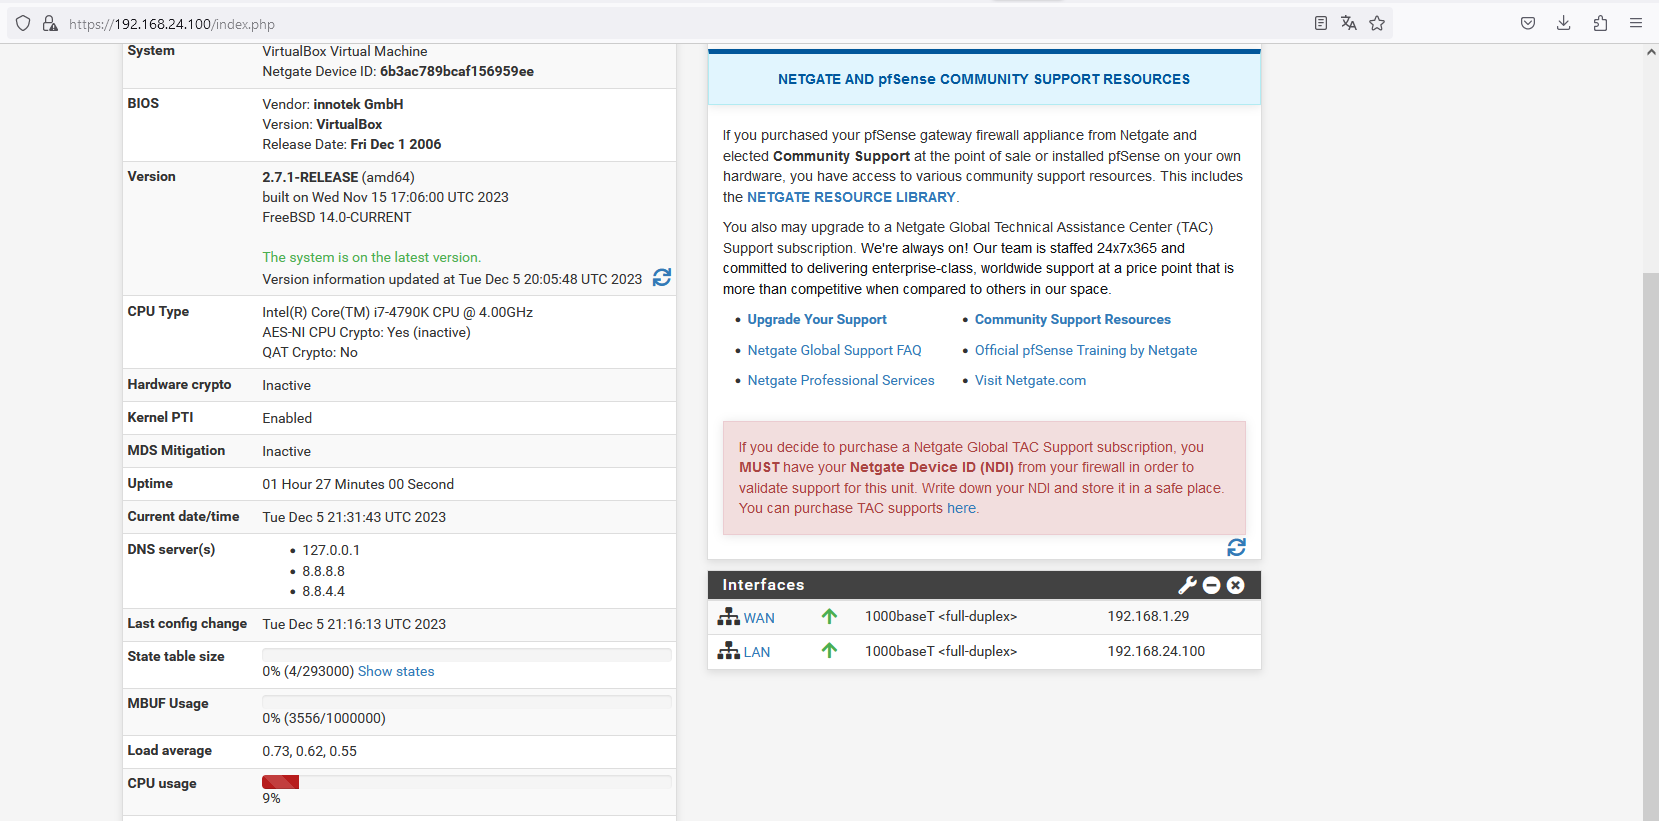 https://192.168.24.100/index.php
System
VirtualBox Virtual Machine
Netgate Device ID: 6b3ac789bcaf156959ee
BIOS
Vendor: innotek GmbH
Version: VirtualBox
Release Date: Fri Dec 1 2006
Version
2.7.1-RELEASE (amd64)
built on Wed Nov 15 17:06:00 UTC 2023
FreeBSD 14.0-CURRENT
The system is on the latest version.
Version information updated at Tue Dec 5 20:05:48 UTC 2023
CPU Type
Intel(R) Core(TM) i7-4790K CPU @ 4.00GHz
AES-NI CPU Crypto: Yes (inactive)
QAT Crypto: No
Hardware crypto
Inactive
Kernel PTI
Enabled
MDS Mitigation
Inactive
Uptime
01 Hour 27 Minutes 00 Second
Current date/time
Tue Dec 5 21:31:43 UTC 2023
DNS server(s)
127.0.0.1
8.8.8.8
8.8.4.4
Last config change
Tue Dec 5 21:16:13 UTC 2023
State table size
0% (4/293000) Show states
MBUF Usage
0% (3556/1000000)
Load average
0.73, 0.62, 0.55
CPU usage
9%
NETGATE AND pfSense COMMUNITY SUPPORT RESOURCES
If you purchased your pfSense gateway firewall appliance from Netgate and
elected Community Support at the point of sale or installed pfSense on your own
hardware, you have access to various community support resources. This includes
the NETGATE RESOURCE LIBRARY.
You also may upgrade to a Netgate Global Technical Assistance Center (TAC)
Support subscription. We're always on! Our team is staffed 24x7x365 and
committed to delivering enterprise-class, worldwide support at a price point that is
more than competitive when compared to others in our space.
Upgrade Your Support
Community Support Resources
Netgate Global Support FAQ
Official pfSense Training by Netgate
Netgate Professional Services
Visit Netgate.com
If you decide to purchase a Netgate Global TAC Support subscription, you
MUST have your Netgate Device ID (NDI) from your firewall in order to
validate support for this unit. Write down your NDI and store it in a safe place.
You can purchase TAC supports here.
Interfaces
WAN 1000baseT <full-duplex> 192.168.1.29
LAN 1000baseT <full-duplex> 192.168.24.100